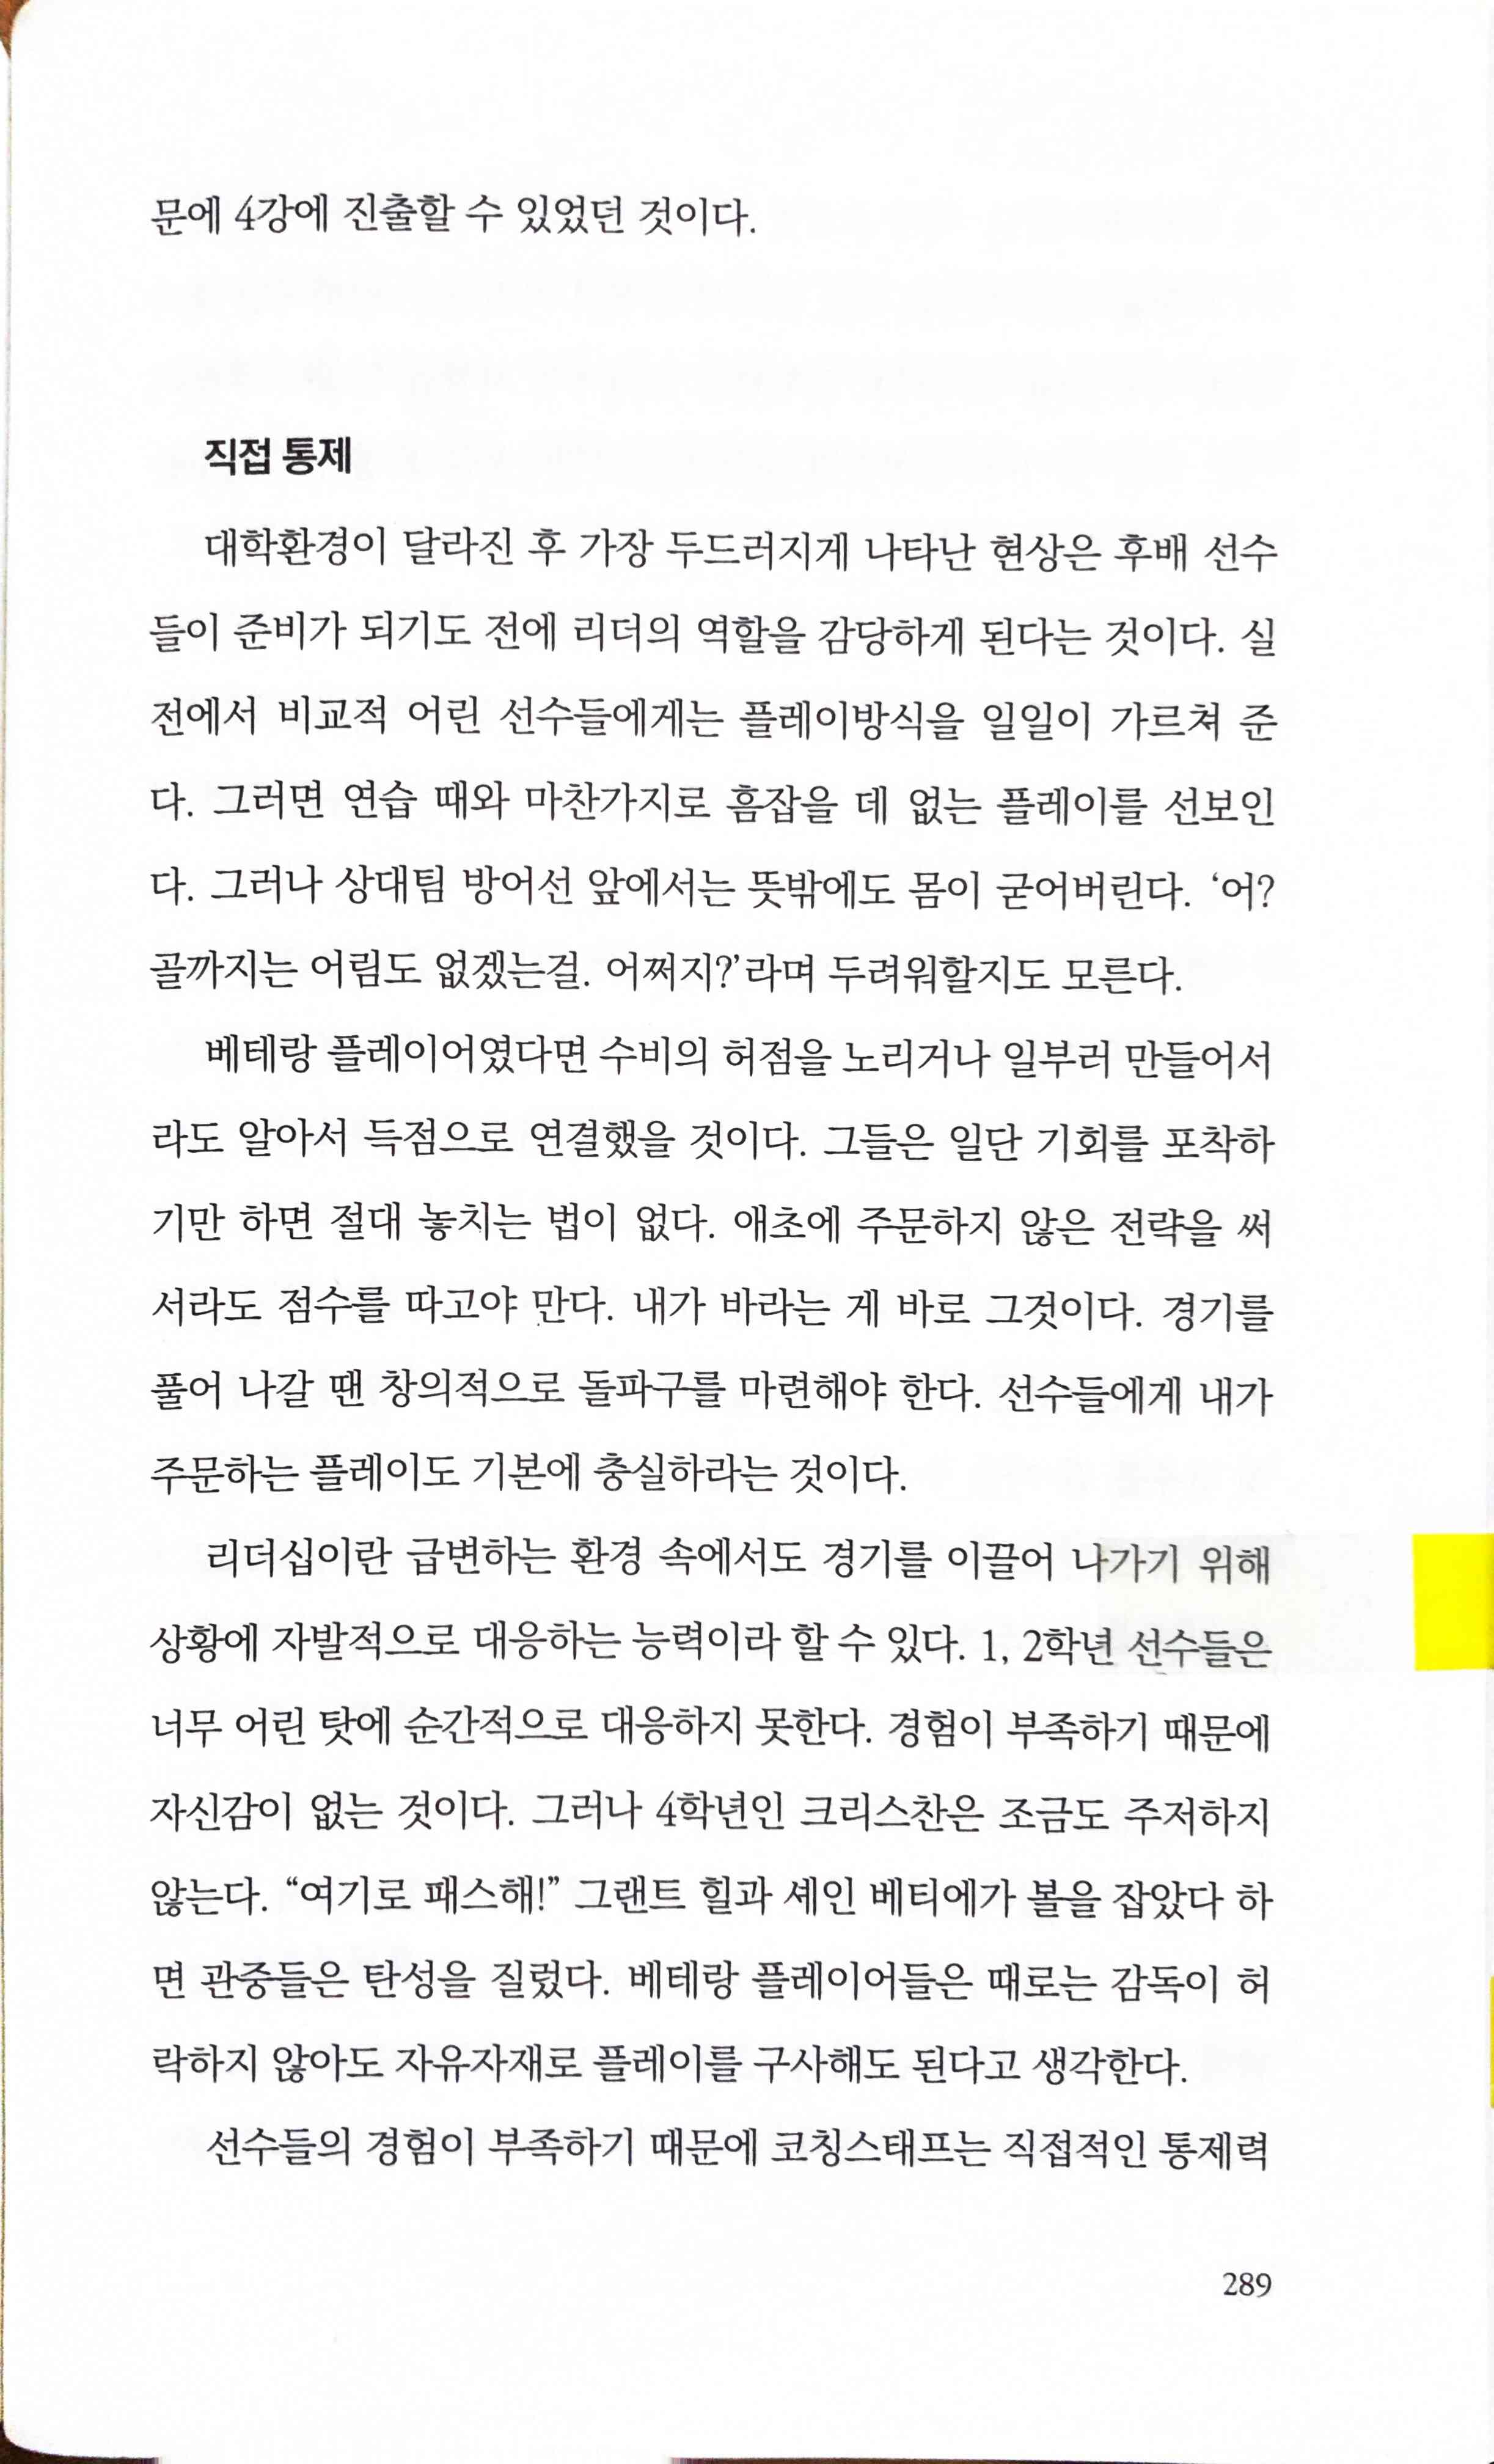 문에 4강에 진출할 수 있었던 것이다.
직접 통제
대학환경이 달라진 후 가장 두드러지게 나타난 현상은 후배 선수
들이 준비가 되기도 전에 리더의 역할을 감당하게 된다는 것이다. 실
전에서 비교적 어린 선수들에게는 플레이방식을 일일이 가르쳐 준
다. 그러면 연습 때와 마찬가지로 흠잡을 데 없는 플레이를 선보인
다. 그러나 상대팀 방어선 앞에서는 뜻밖에도 몸이 굳어버린다. ‘어?
골까지는 어림도 없겠는걸. 어쩌지?’라며 두려워할지도 모른다.
베테랑 플레이어였다면 수비의 허점을 노리거나 일부러 만들어서
라도 알아서 득점으로 연결했을 것이다. 그들은 일단 기회를 포착하
기만 하면 절대 놓치는 법이 없다. 애초에 주문하지 않은 전략을 써
서라도 점수를 따고야 만다. 내가 바라는 게 바로 그것이다. 경기를
풀어 나갈 땐 창의적으로 돌파구를 마련해야 한다. 선수들에게 내가
주문하는 플레이도 기본에 충실하라는 것이다.
리더십이란 급변하는 환경 속에서도 경기를 이끌어 나가기 위해
상황에 자발적으로 대응하는 능력이라 할 수 있다. 1, 2학년 선수들은
너무 어린 탓에 순간적으로 대응하지 못한다. 경험이 부족하기 때문에
자신감이 없는 것이다. 그러나 4학년인 크리스찬은 조금도 주저하지
않는다. “여기로 패스해!” 그랜트 힐과 셰인 베티에가 볼을 잡았다 하
면 관중들은 탄성을 질렀다. 베테랑 플레이어들은 때로는 감독이 허
락하지 않아도 자유자재로 플레이를 구사해도 된다고 생각한다.
선수들의 경험이 부족하기 때문에 코칭스태프는 직접적인 통제력
289